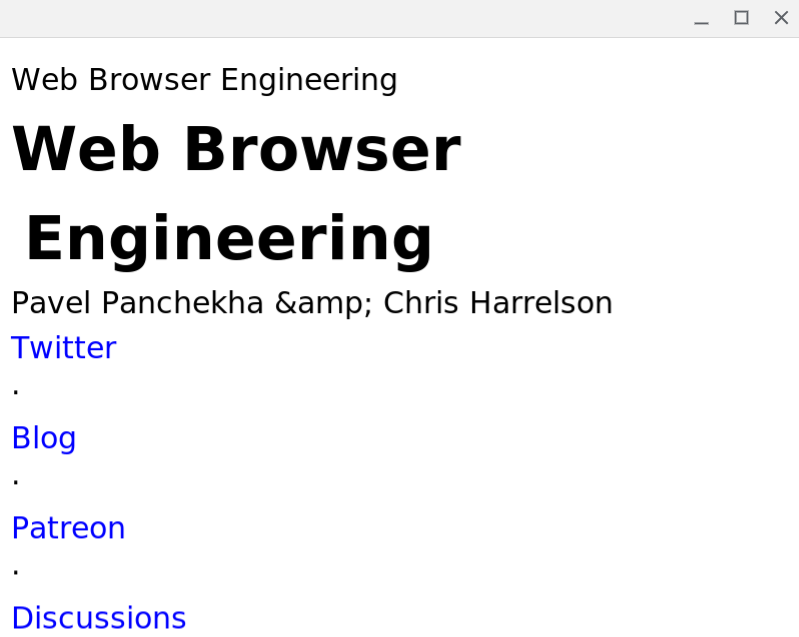 Web Browser Engineering
Web Browser
Engineering
Pavel Panchekha &amp; Chris Harrelson
Twitter
·
Blog
·
Patreon
·
Discussions